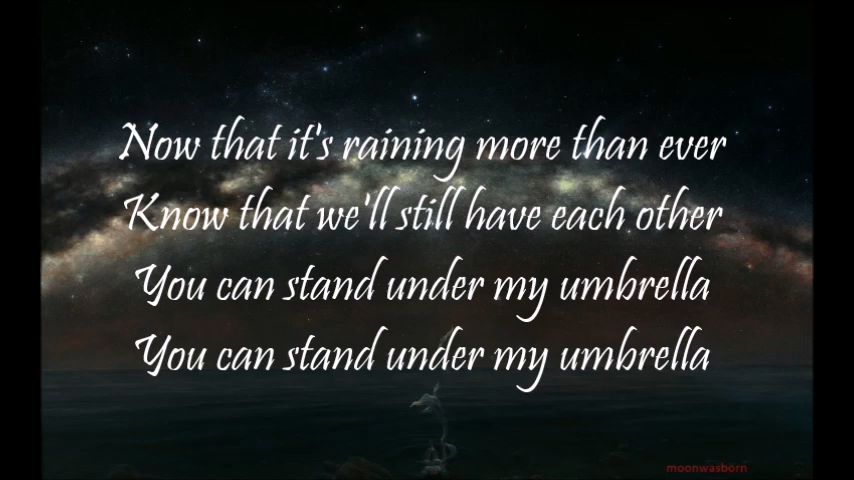 Now that it's raining more than ever
Know that we'll still have each other
You can stand under my umbrella
You can stand under my umbrella
moonwasborn